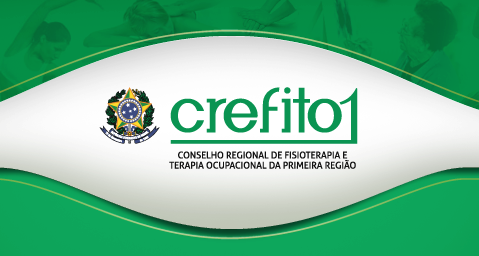 crefito1
CONSELHO REGIONAL DE FISIOTERAPIA E
TERAPIA OCUPACIONAL DA PRIMEIRA REGIÃO